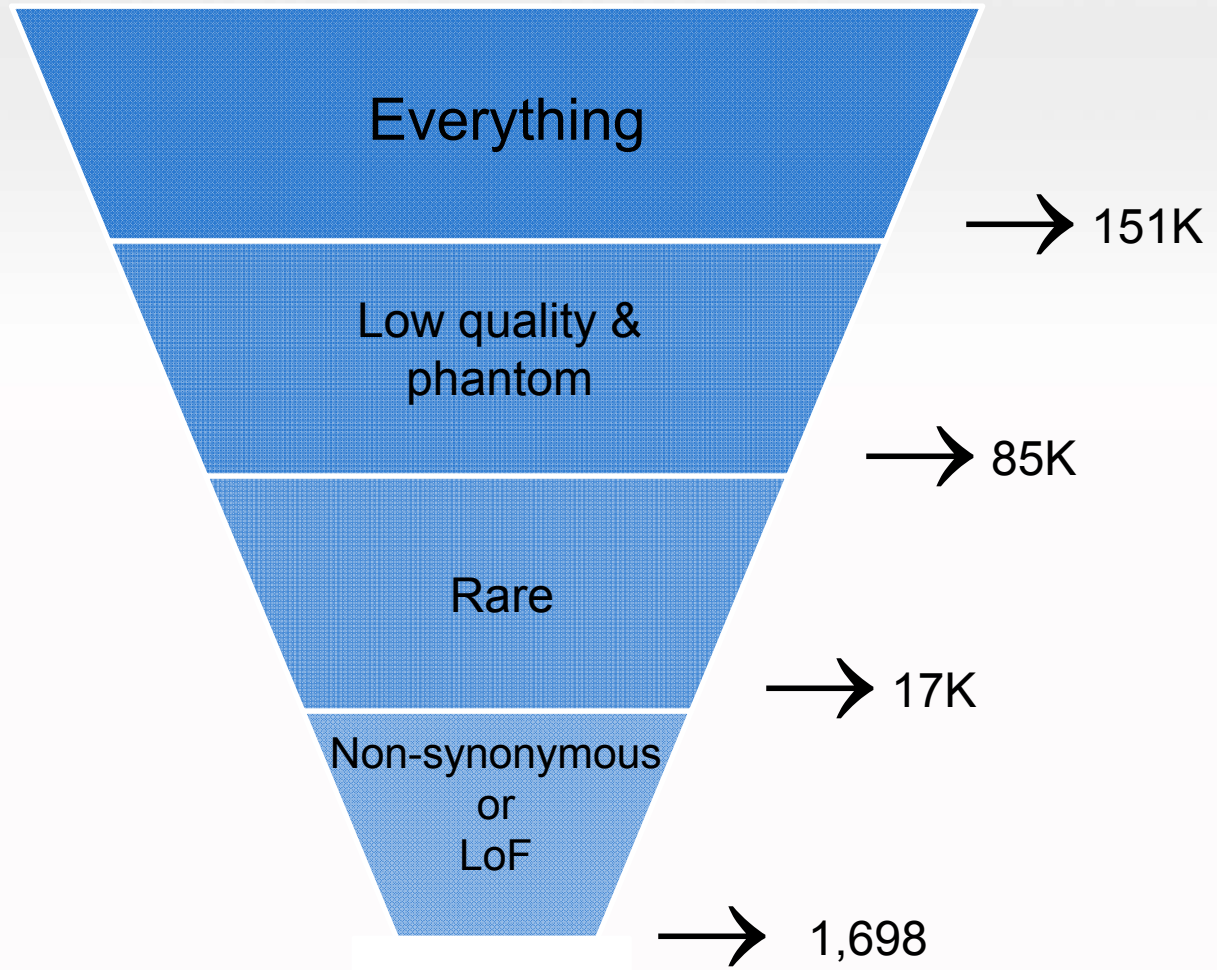 Everything
151K
Low quality &
phantom
85K
Rare
17K
Non-synonymous
or
LoF
1,698